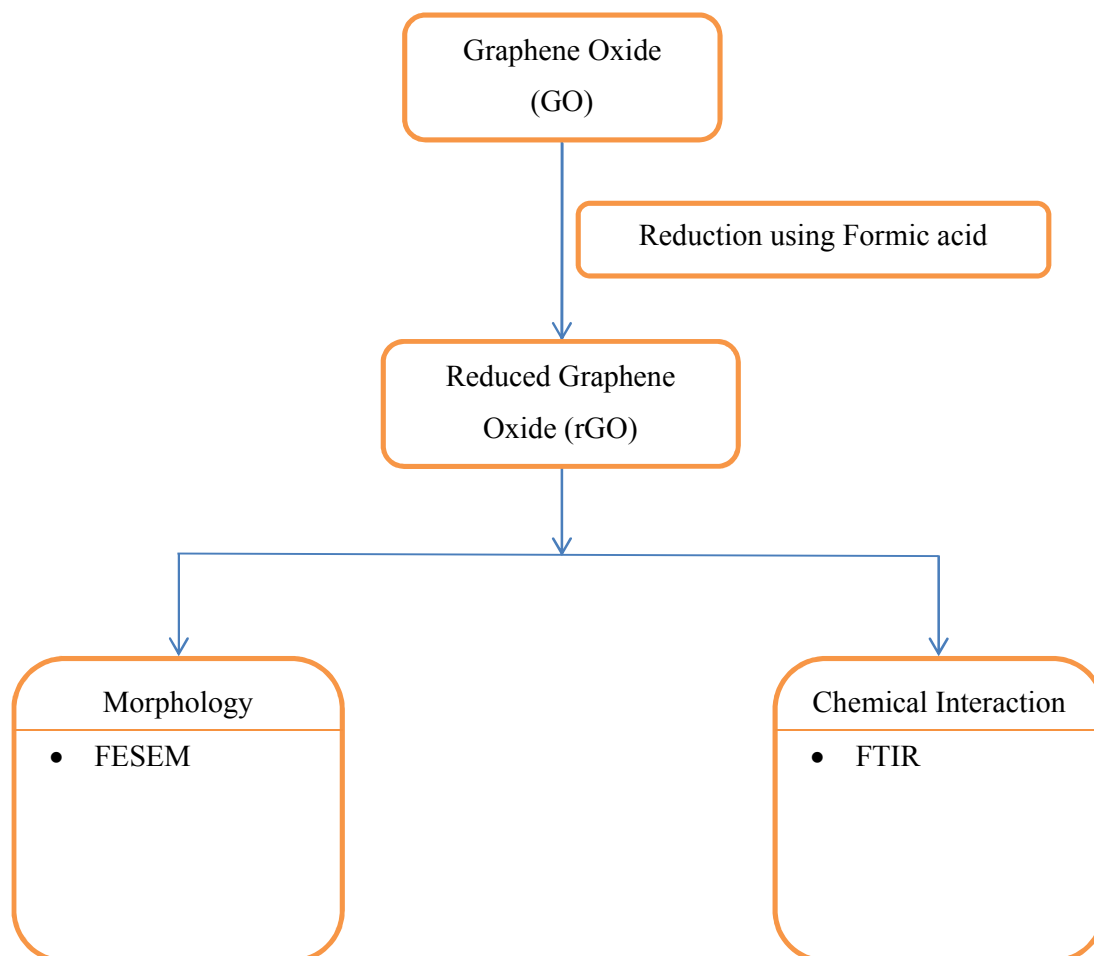 Graphene Oxide
(GO)
Reduction using Formic acid
Reduced Graphene
Oxide (rGO)
Morphology
• FESEM
Chemical Interaction
• FTIR